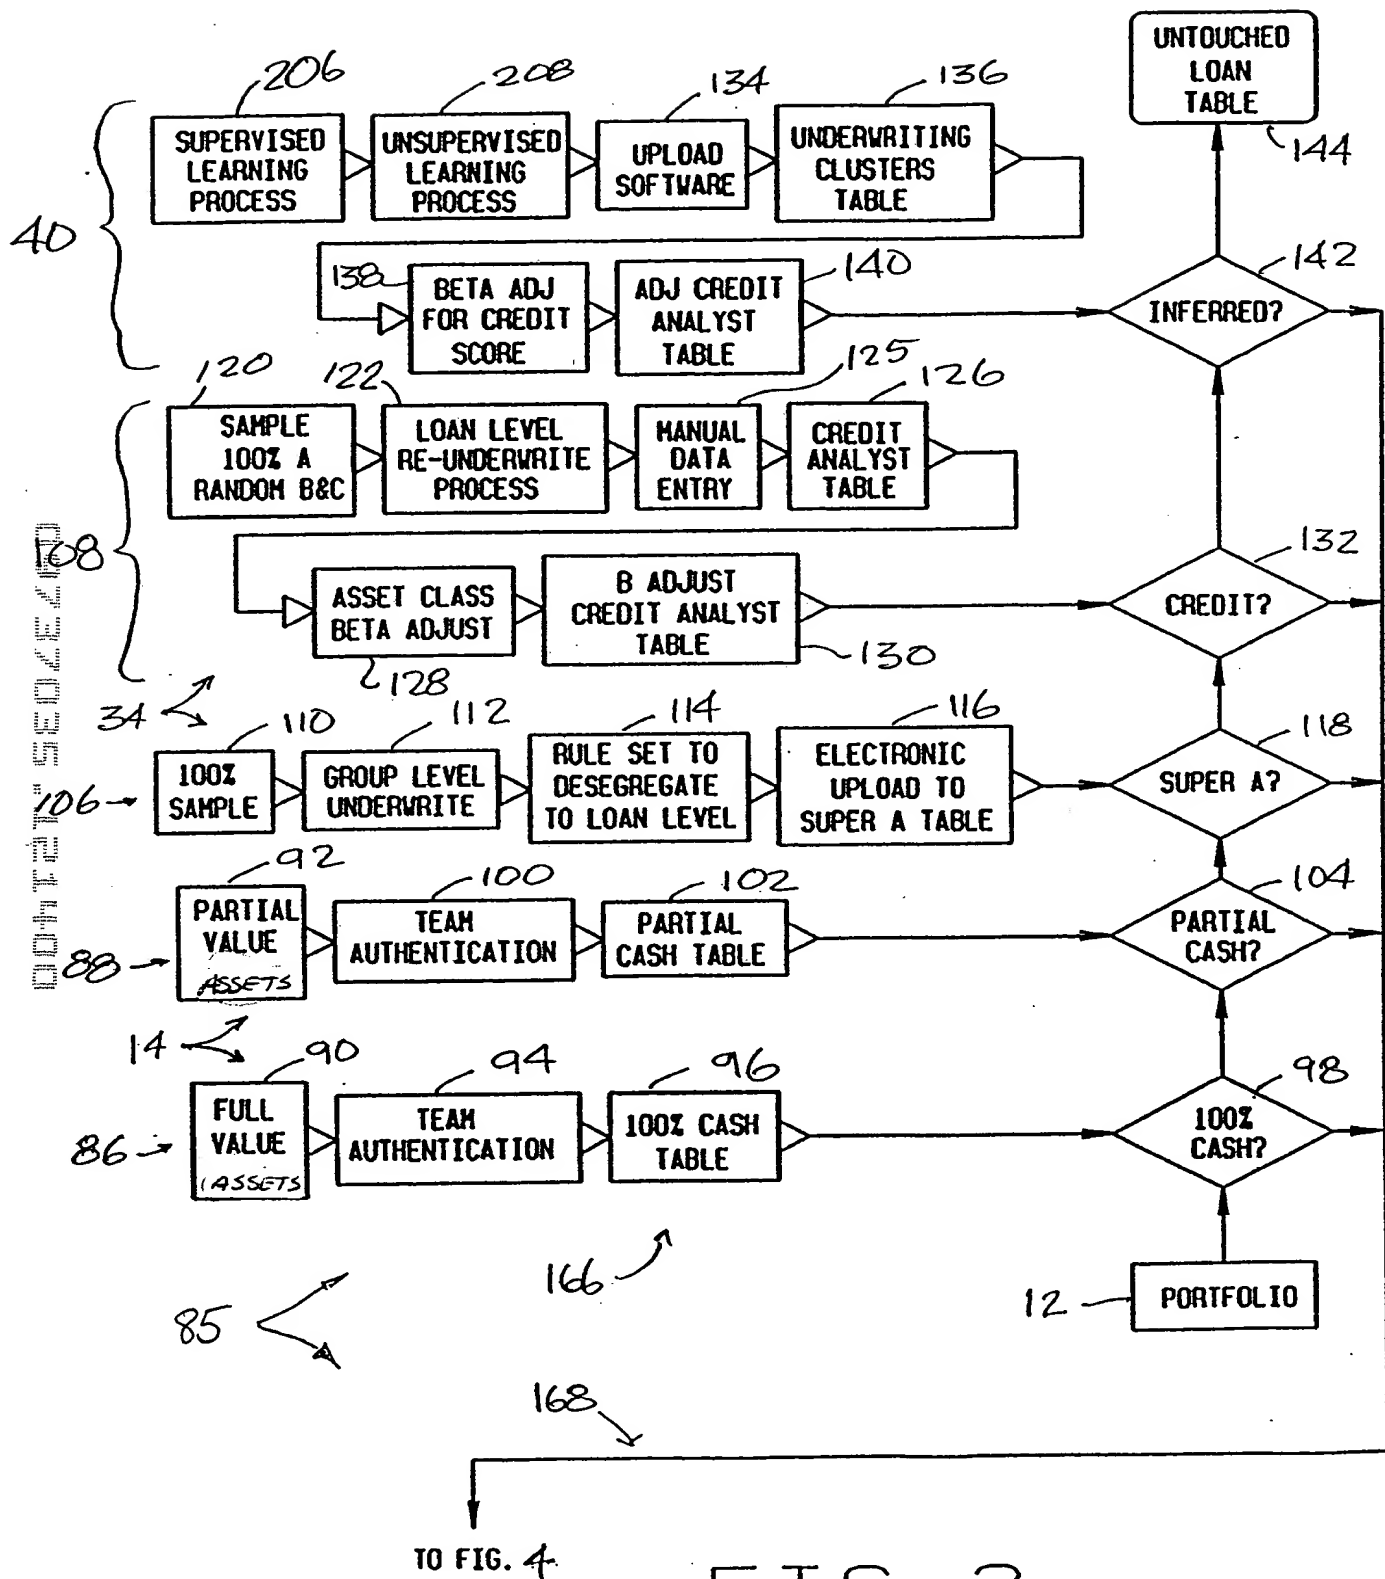 UNTOUCHED
LOAN
TABLE
144
206
208
134
136
SUPERVISED
LEARNING
PROCESS
UNSUPERVISED
LEARNING
PROCESS
UPLOAD
SOFTWARE
UNDERWRITING
CLUSTERS
TABLE
40
138
BETA ADJ
FOR CREDIT
SCORE
ADJ CREDIT
ANALYST
TABLE
140
INFERRED?
142
120
122
125
126
SAMPLE
100% A
RANDOM B&C
LOAN LEVEL
RE-UNDERWRITE
PROCESS
MANUAL
DATA
ENTRY
CREDIT
ANALYST
TABLE
108
ASSET CLASS
BETA ADJUST
128
B ADJUST
CREDIT ANALYST
TABLE
130
CREDIT?
132
34
110
112
114
116
118
106
100%
SAMPLE
GROUP LEVEL
UNDERWRITE
RULE SET TO
DESEGREGATE
TO LOAN LEVEL
ELECTRONIC
UPLOAD TO
SUPER A TABLE
SUPER A?
92
100
102
104
88
PARTIAL
VALUE
ASSETS
TEAM
AUTHENTICATION
PARTIAL
CASH TABLE
PARTIAL
CASH?
14
90
94
96
98
86
FULL
VALUE
ASSETS
TEAM
AUTHENTICATION
100% CASH
TABLE
100%
CASH?
166
85
12
PORTFOLIO
168
TO FIG. 4